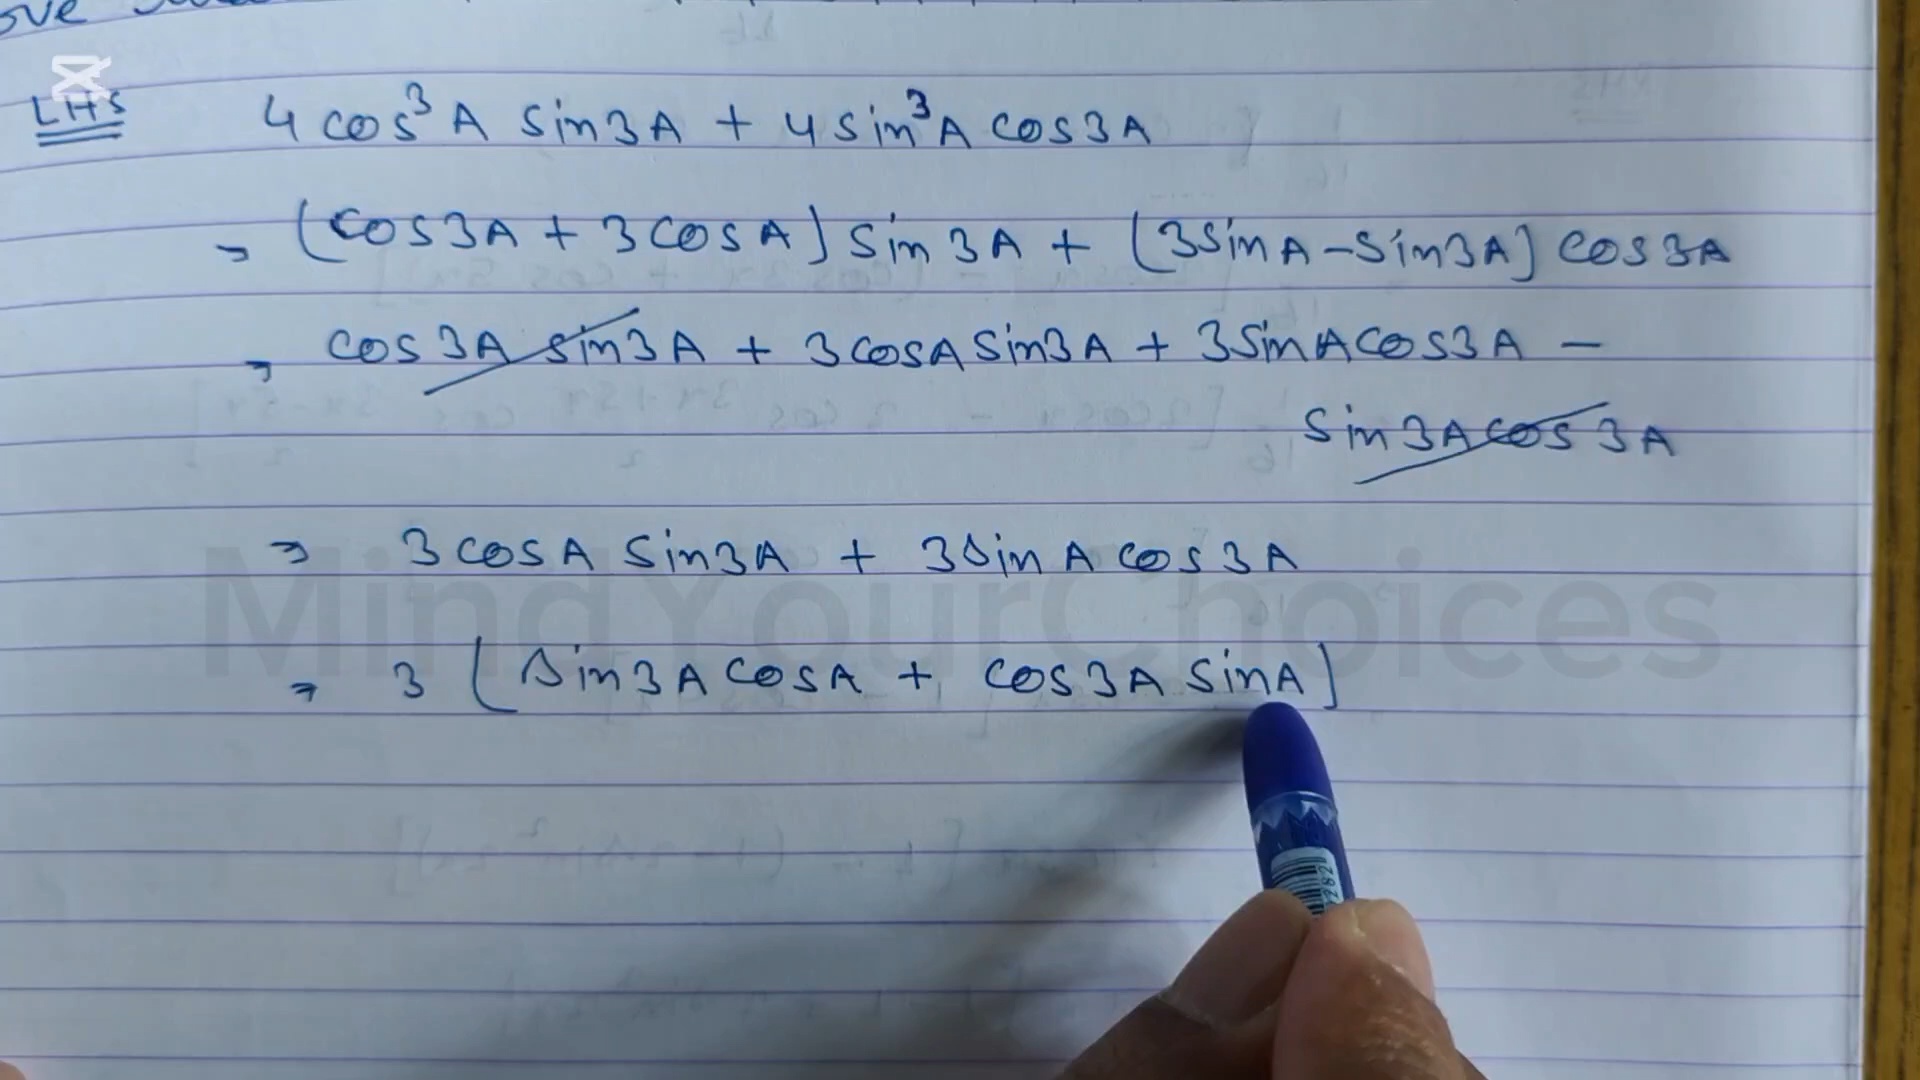 LHS 4 cos³A sin3A + 4 sin³A cos3A
⇒ (cos3A + 3cosA) sin3A + (3sinA - sin3A) cos3A
⇒ cos3A sin3A + 3cosA sin3A + 3sinA cos3A -
sin3A cos3A
⇒ 3cosA sin3A + 3sinA cos3A
MindYourChoices
⇒ 3 [sin3A cosA + cos3A sinA]